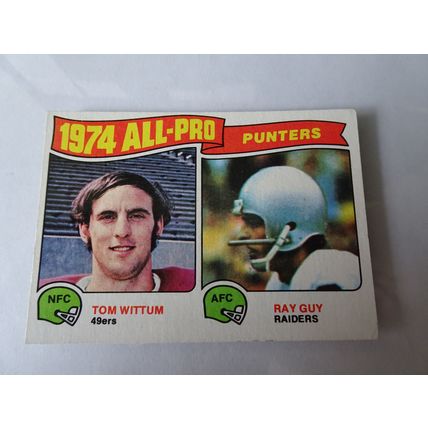 1974 ALL-PRO
PUNTERS
NFC
TOM WITTUM
49ers
AFC
RAY GUY
RAIDERS